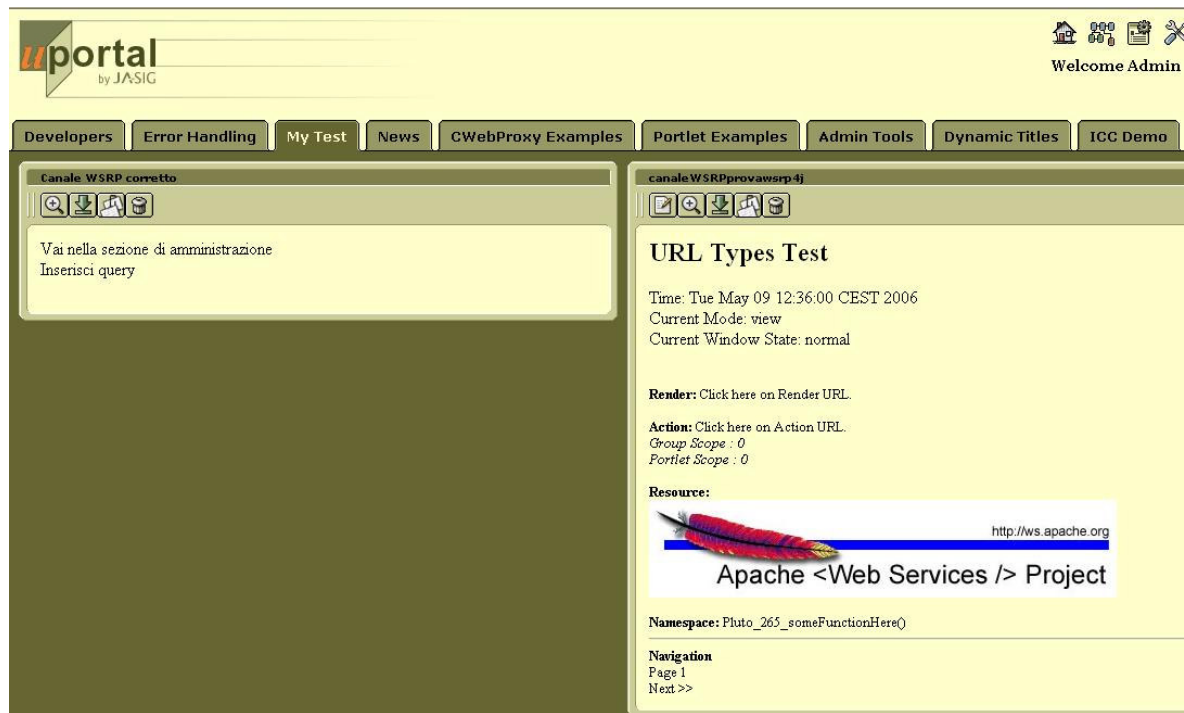 uportal
by JA-SIG
Welcome Admin
Developers
Error Handling
My Test
News
CWebProxy Examples
Portlet Examples
Admin Tools
Dynamic Titles
ICC Demo
Canale WSRP corretto
Vai nella sezione di amministrazione
Inserisci query
canaleWSRPprovawsrp4j
URL Types Test
Time: Tue May 09 12:36:00 CEST 2006
Current Mode: view
Current Window State: normal
Render: Click here on Render URL.
Action: Click here on Action URL.
Group Scope : 0
Portlet Scope : 0
Resource:
http://ws.apache.org
Apache <Web Services /> Project
Namespace: Pluto_265_someFunctionHere()
Navigation
Page 1
Next >>